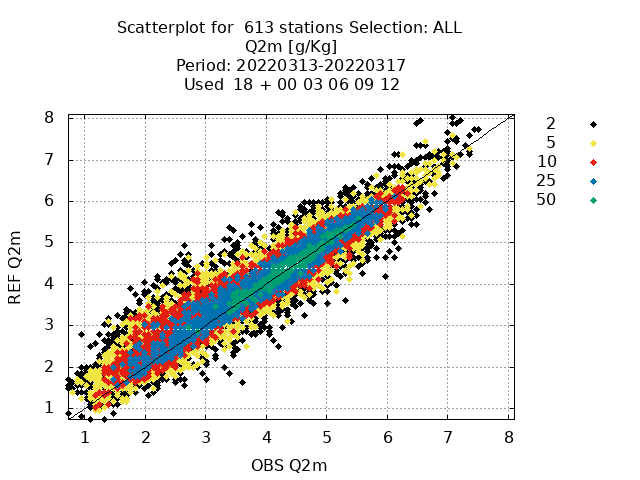 Scatterplot for  613 stations Selection: ALL
Q2m [g/Kg]
Period: 20220313-20220317
Used  18 + 00 03 06 09 12
8
7
6
5
4
3
2
1
REF Q2m
1 2 3 4 5 6 7 8
OBS Q2m
2
5
10
25
50